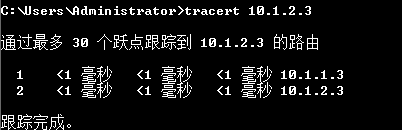 C:\Users\Administrator>tracert 10.1.2.3
通过最多 30 个跃点跟踪到 10.1.2.3 的路由
1 <1 毫秒 <1 毫秒 <1 毫秒 10.1.1.3
2 <1 毫秒 <1 毫秒 <1 毫秒 10.1.2.3
跟踪完成。